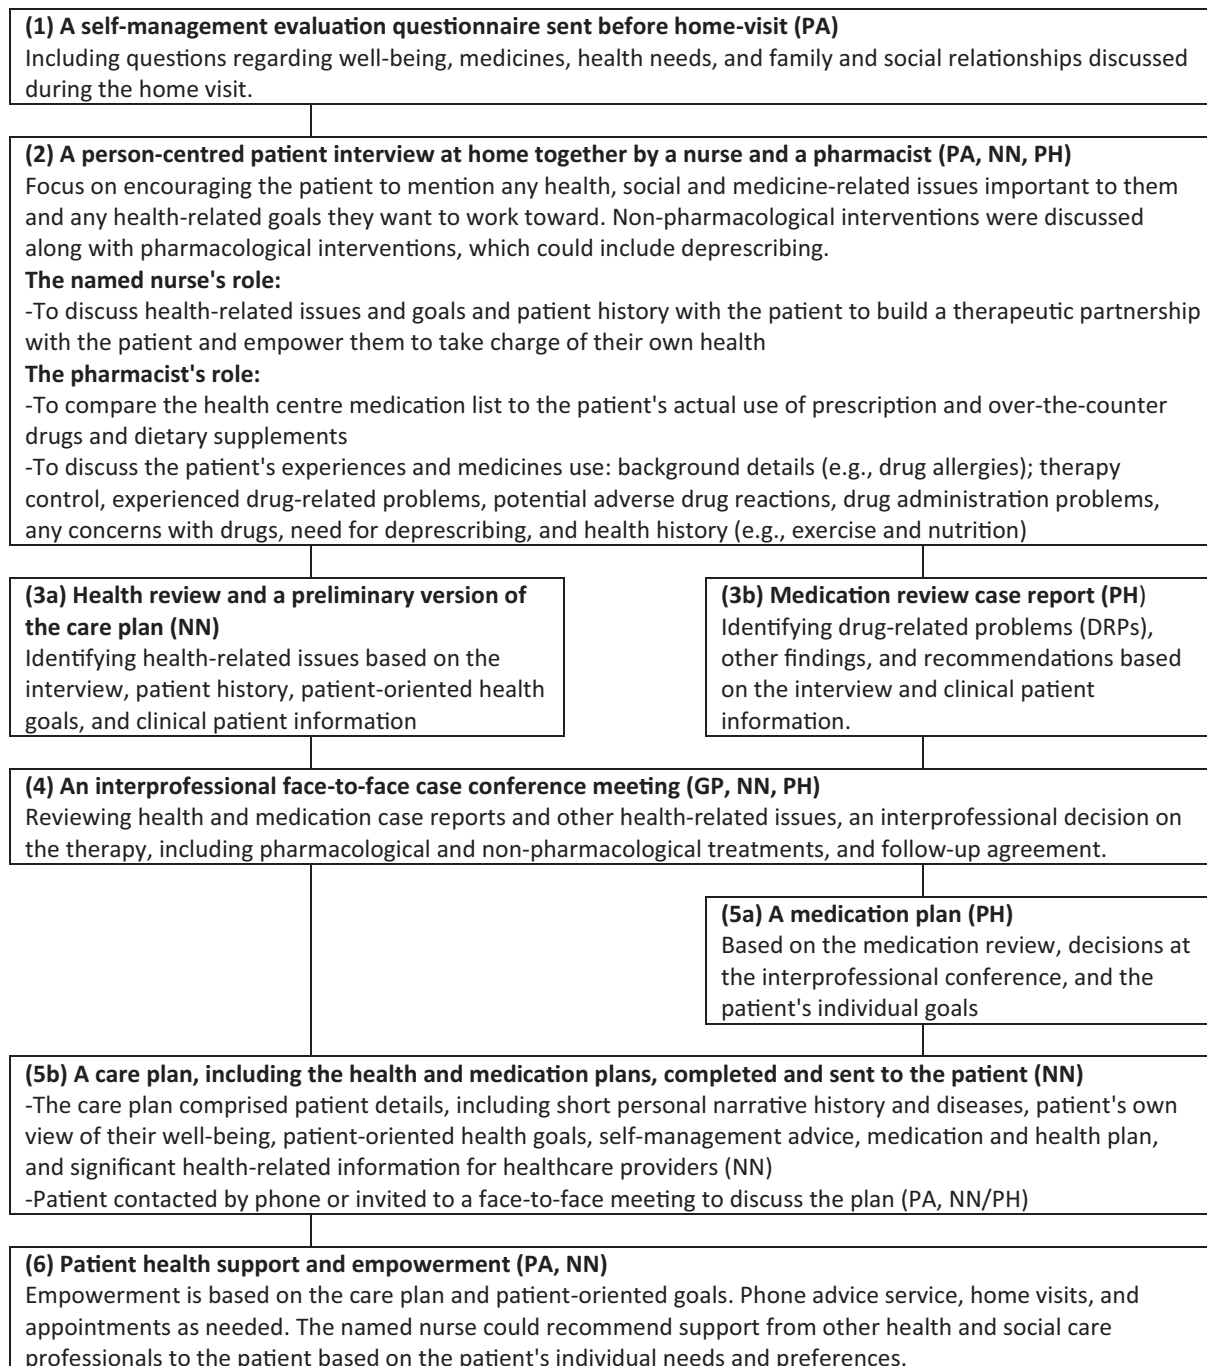 (1) A self-management evaluation questionnaire sent before home-visit (PA)
Including questions regarding well-being, medicines, health needs, and family and social relationships discussed
during the home visit.
(2) A person-centred patient interview at home together by a nurse and a pharmacist (PA, NN, PH)
Focus on encouraging the patient to mention any health, social and medicine-related issues important to them
and any health-related goals they want to work toward. Non-pharmacological interventions were discussed
along with pharmacological interventions, which could include deprescribing.
The named nurse's role:
-To discuss health-related issues and goals and patient history with the patient to build a therapeutic partnership
with the patient and empower them to take charge of their own health
The pharmacist's role:
-To compare the health centre medication list to the patient's actual use of prescription and over-the-counter
drugs and dietary supplements
-To discuss the patient's experiences and medicines use: background details (e.g., drug allergies); therapy
control, experienced drug-related problems, potential adverse drug reactions, drug administration problems,
any concerns with drugs, need for deprescribing, and health history (e.g., exercise and nutrition)
(3a) Health review and a preliminary version of
the care plan (NN)
Identifying health-related issues based on the
interview, patient history, patient-oriented health
goals, and clinical patient information
(3b) Medication review case report (PH)
Identifying drug-related problems (DRPs),
other findings, and recommendations based
on the interview and clinical patient
information.
(4) An interprofessional face-to-face case conference meeting (GP, NN, PH)
Reviewing health and medication case reports and other health-related issues, an interprofessional decision on
the therapy, including pharmacological and non-pharmacological treatments, and follow-up agreement.
(5a) A medication plan (PH)
Based on the medication review, decisions at
the interprofessional conference, and the
patient's individual goals
(5b) A care plan, including the health and medication plans, completed and sent to the patient (NN)
-The care plan comprised patient details, including short personal narrative history and diseases, patient's own
view of their well-being, patient-oriented health goals, self-management advice, medication and health plan,
and significant health-related information for healthcare providers (NN)
-Patient contacted by phone or invited to a face-to-face meeting to discuss the plan (PA, NN/PH)
(6) Patient health support and empowerment (PA, NN)
Empowerment is based on the care plan and patient-oriented goals. Phone advice service, home visits, and
appointments as needed. The named nurse could recommend support from other health and social care
professionals to the patient based on the patient's individual needs and preferences.